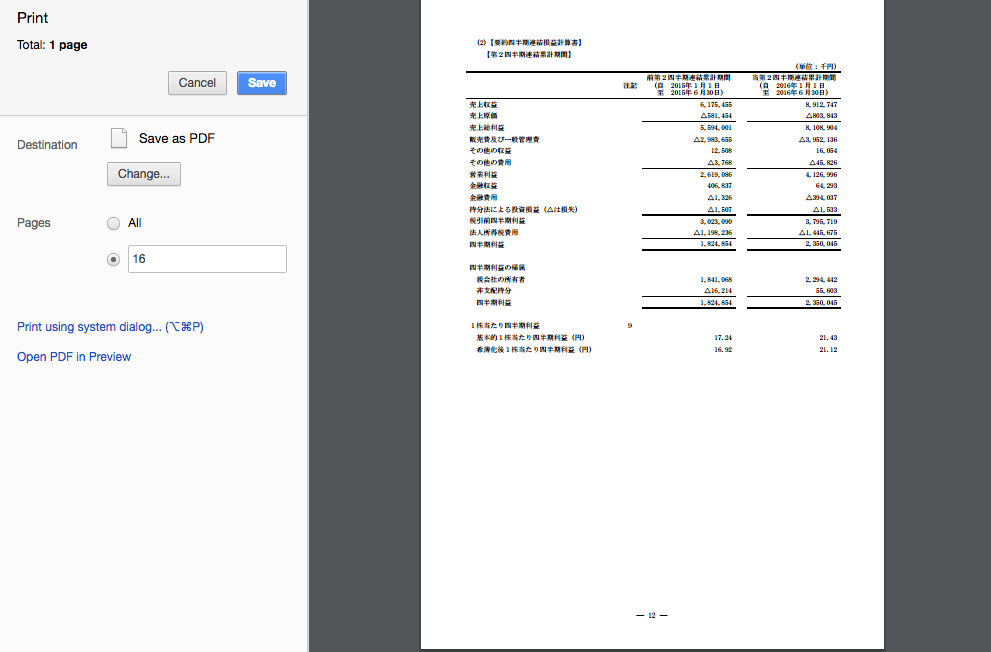 Print
Total: 1 page
Cancel
Save
Destination
Save as PDF
Change...
Pages
All
16
Print using system dialog... (⌥⌘P)
Open PDF in Preview
(2)【要約四半期連結損益計算書】
【第２四半期連結累計期間】
(単位：千円)
注記
前第２四半期連結累計期間
(自 2015年１月１日
至 2015年６月30日)
当第２四半期連結累計期間
(自 2016年１月１日
至 2016年６月30日)
売上収益 6,175,455 8,912,747
売上原価 △581,454 △803,843
売上総利益 5,594,001 8,108,904
販売費及び一般管理費 △2,983,655 △3,952,136
その他の収益 12,508 16,054
その他の費用 △3,768 △45,826
営業利益 2,619,086 4,126,996
金融収益 406,837 64,293
金融費用 △1,326 △394,037
持分法による投資損益（△は損失） △1,507 △1,533
税引前四半期利益 3,023,090 3,795,719
法人所得税費用 △1,198,236 △1,445,675
四半期利益 1,824,854 2,350,045
四半期利益の帰属
親会社の所有者 1,841,068 2,294,442
非支配持分 △16,214 55,603
四半期利益 1,824,854 2,350,045
１株当たり四半期利益 9
基本的１株当たり四半期利益（円） 17.24 21.43
希薄化後１株当たり四半期利益（円） 16.92 21.12
― 12 ―